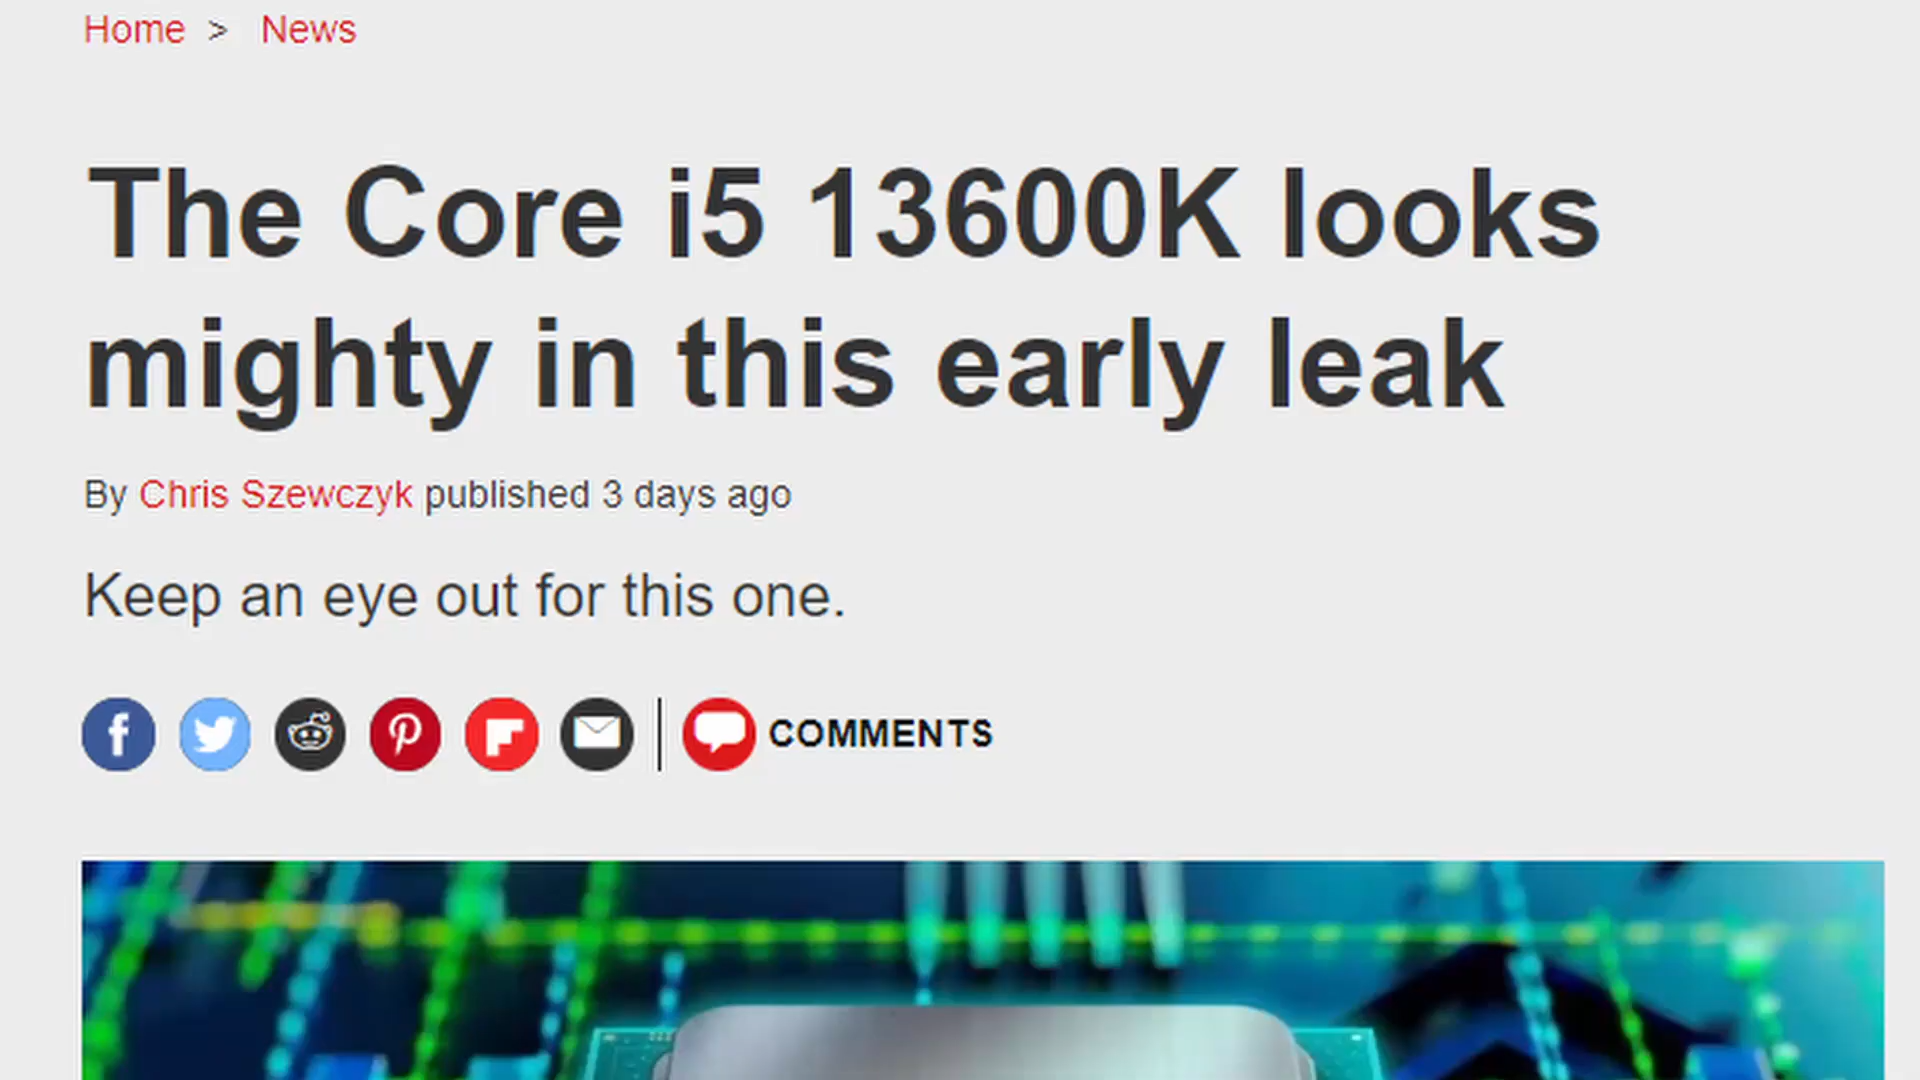 Home > News
The Core i5 13600K looks
mighty in this early leak
By Chris Szewczyk published 3 days ago
Keep an eye out for this one.
COMMENTS